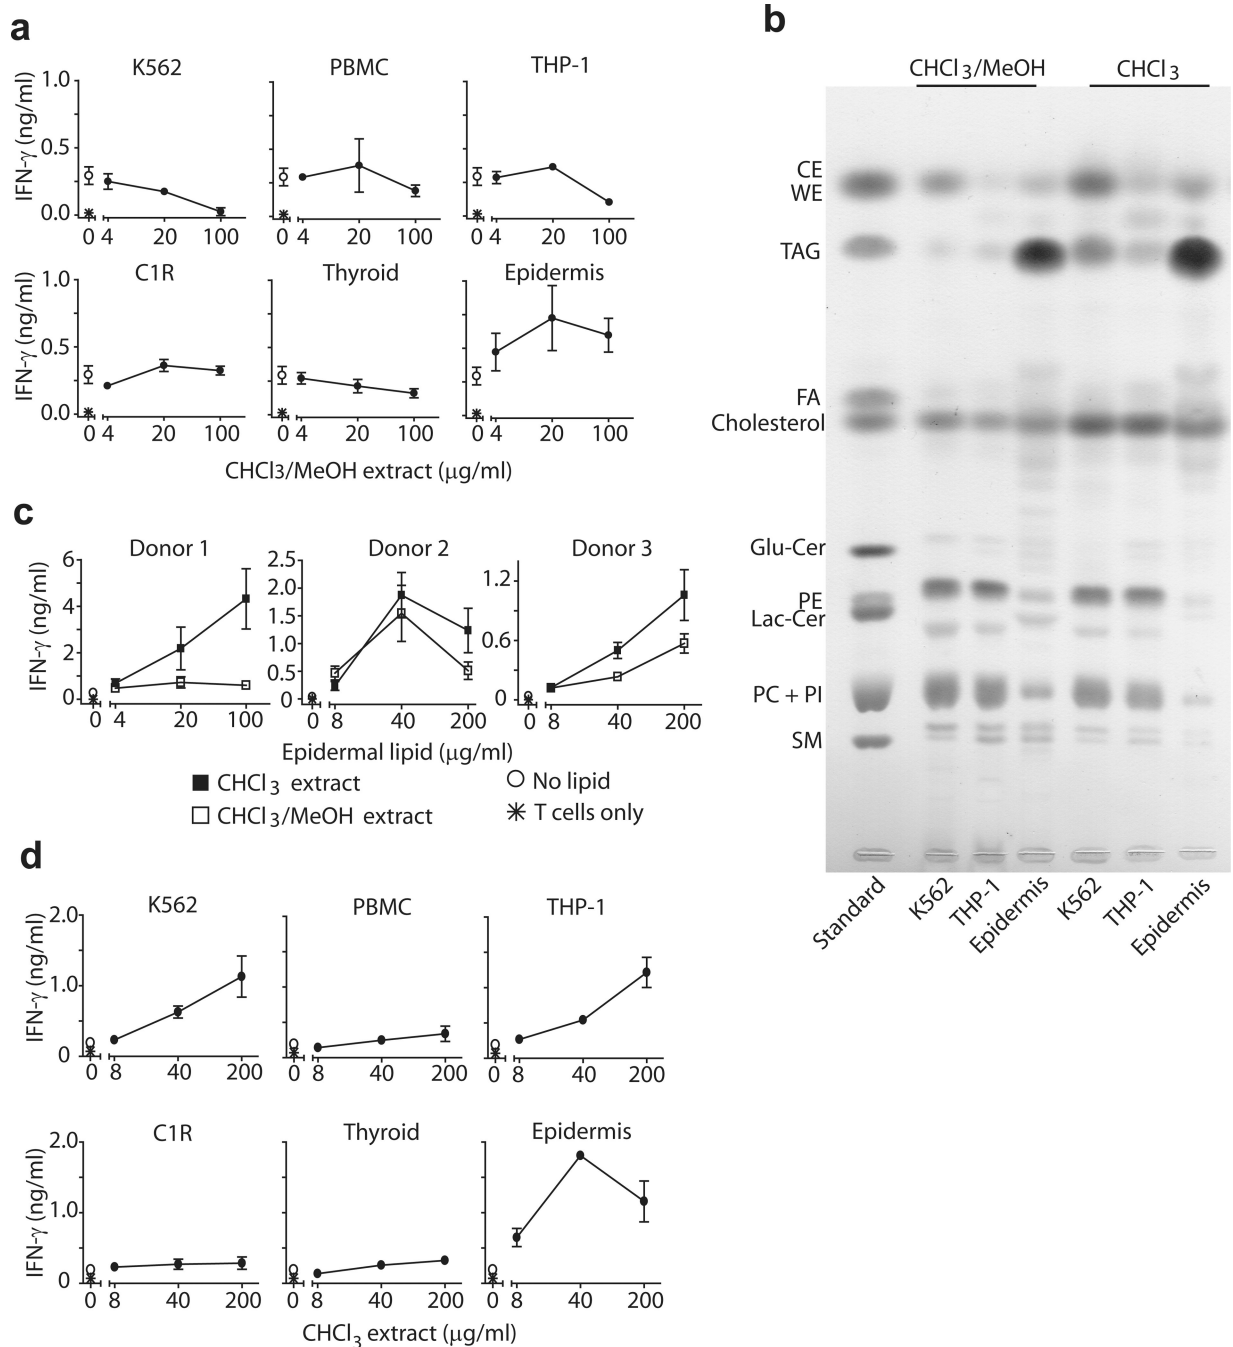 a
K562 PBMC THP-1
IFN-γ (ng/ml)
1.0
0.5
0.0
0 4 20 100 0 4 20 100 0 4 20 100
C1R Thyroid Epidermis
IFN-γ (ng/ml)
1.0
0.5
0.0
0 4 20 100 0 4 20 100 0 4 20 100
CHCl3/MeOH extract (μg/ml)
b
CHCl3/MeOH CHCl3
CE
WE
TAG
FA
Cholesterol
Glu-Cer
PE
Lac-Cer
PC + PI
SM
Standard K562 THP-1 Epidermis K562 THP-1 Epidermis
c
Donor 1 Donor 2 Donor 3
IFN-γ (ng/ml)
6
4
2
0
2.5
2.0
1.5
1.0
0.5
0
1.2
0.6
0
0 4 20 100 0 8 40 200 0 8 40 200
Epidermal lipid (μg/ml)
CHCl3 extract
CHCl3/MeOH extract
No lipid
T cells only
d
K562 PBMC THP-1
IFN-γ (ng/ml)
2.0
1.0
0
0 8 40 200 0 8 40 200 0 8 40 200
C1R Thyroid Epidermis
IFN-γ (ng/ml)
2.0
1.0
0
0 8 40 200 0 8 40 200 0 8 40 200
CHCl3 extract (μg/ml)